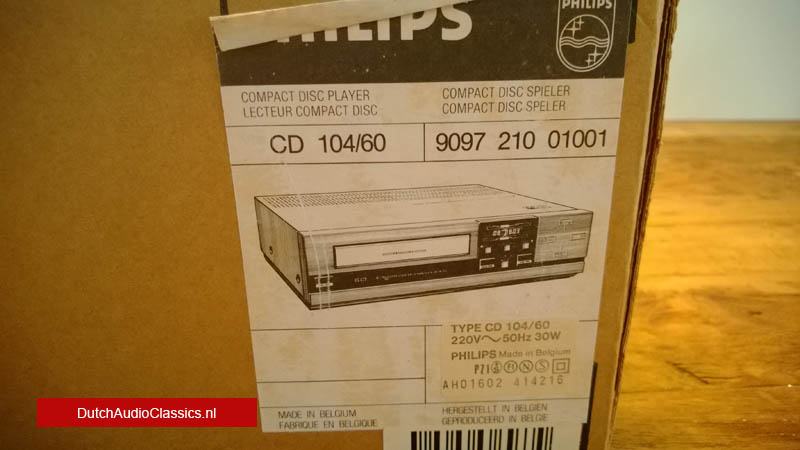 PHILIPS
PHILIPS
COMPACT DISC PLAYER
LECTEUR COMPACT DISC
COMPACT DISC SPIELER
COMPACT DISC SPELER
CD 104/60
9097 210 01001
TYPE CD 104/60
220V~50Hz 30W
PHILIPS Made in Belgium
AH01602 414216
MADE IN BELGIUM
FABRIQUE EN BELGIQUE
HERGESTELLT IN BELGIEN
GEPRODUCEERD IN BELGIE
DutchAudioClassics.nl